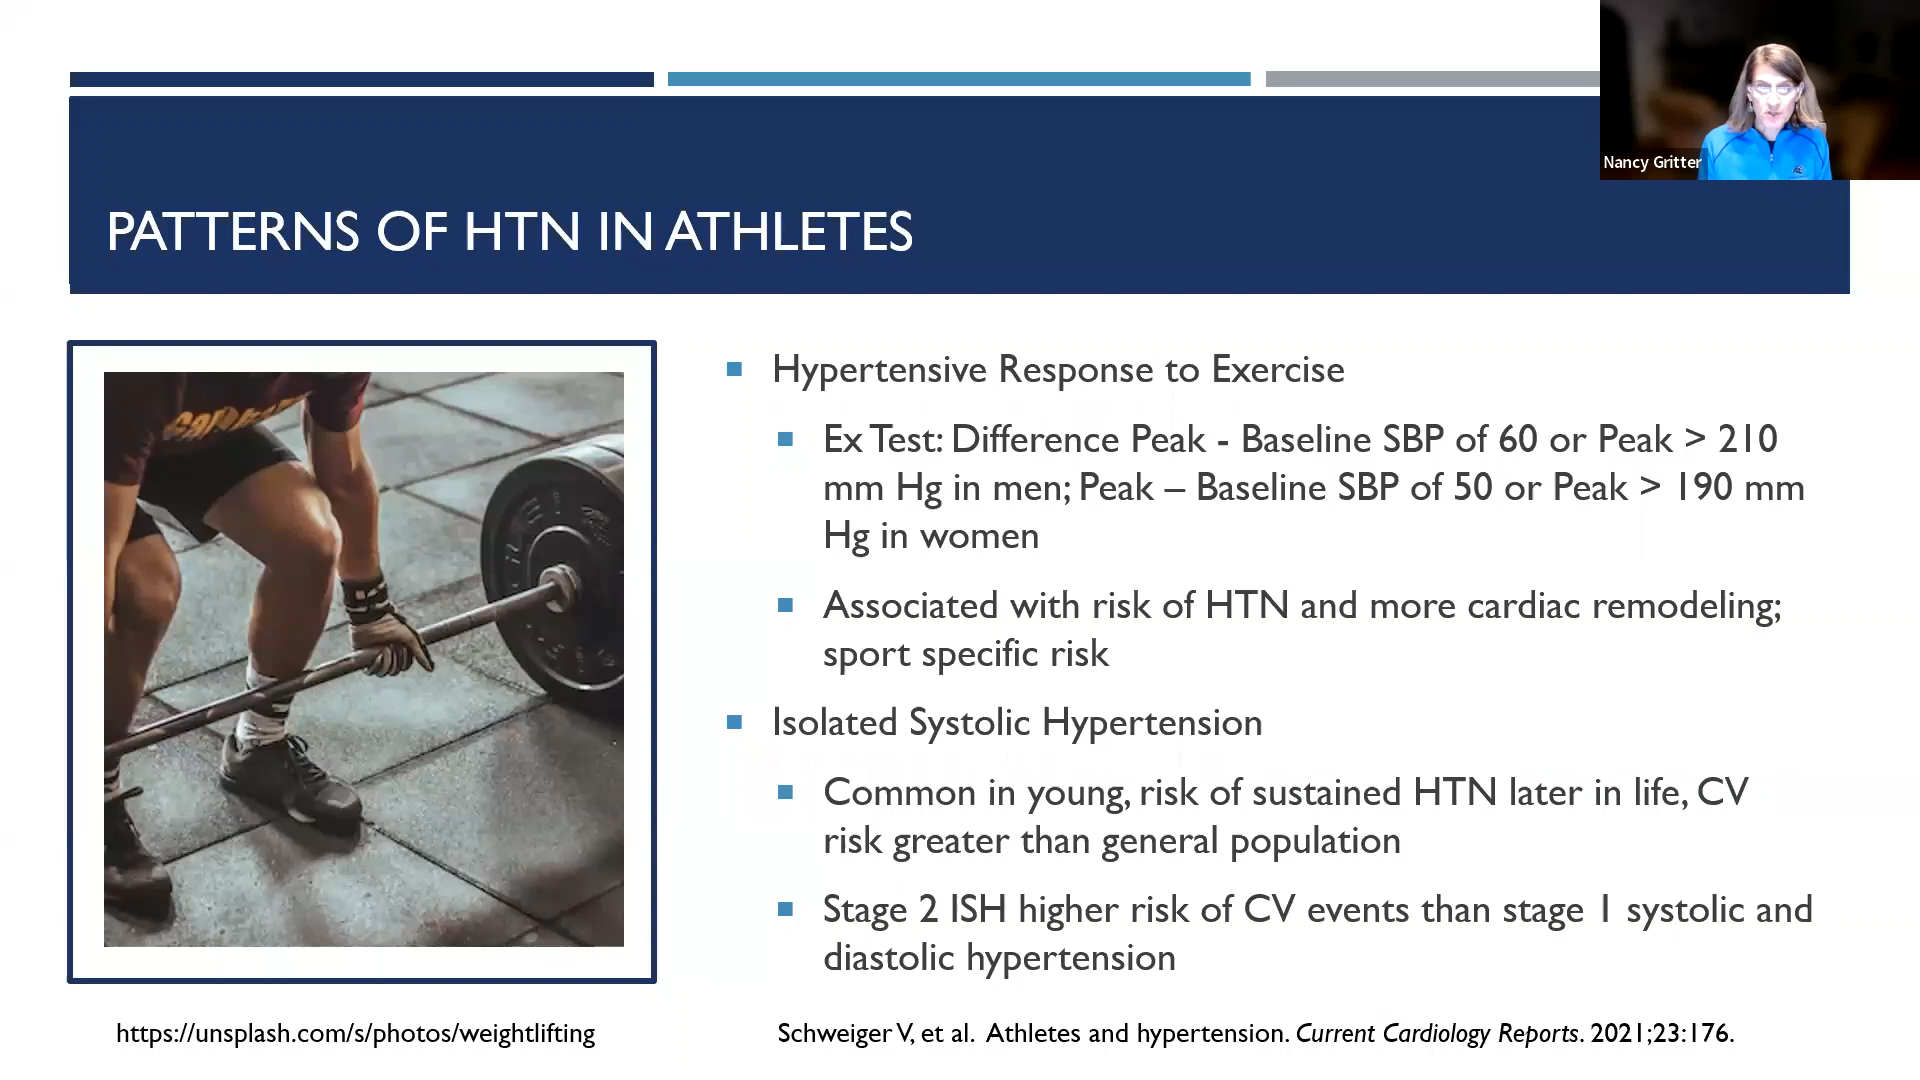 Nancy Gritter
PATTERNS OF HTN IN ATHLETES
Hypertensive Response to Exercise
Ex Test: Difference Peak - Baseline SBP of 60 or Peak > 210
mm Hg in men; Peak – Baseline SBP of 50 or Peak > 190 mm
Hg in women
Associated with risk of HTN and more cardiac remodeling;
sport specific risk
Isolated Systolic Hypertension
Common in young, risk of sustained HTN later in life, CV
risk greater than general population
Stage 2 ISH higher risk of CV events than stage 1 systolic and
diastolic hypertension
https://unsplash.com/s/photos/weightlifting
Schweiger V, et al. Athletes and hypertension. Current Cardiology Reports. 2021;23:176.